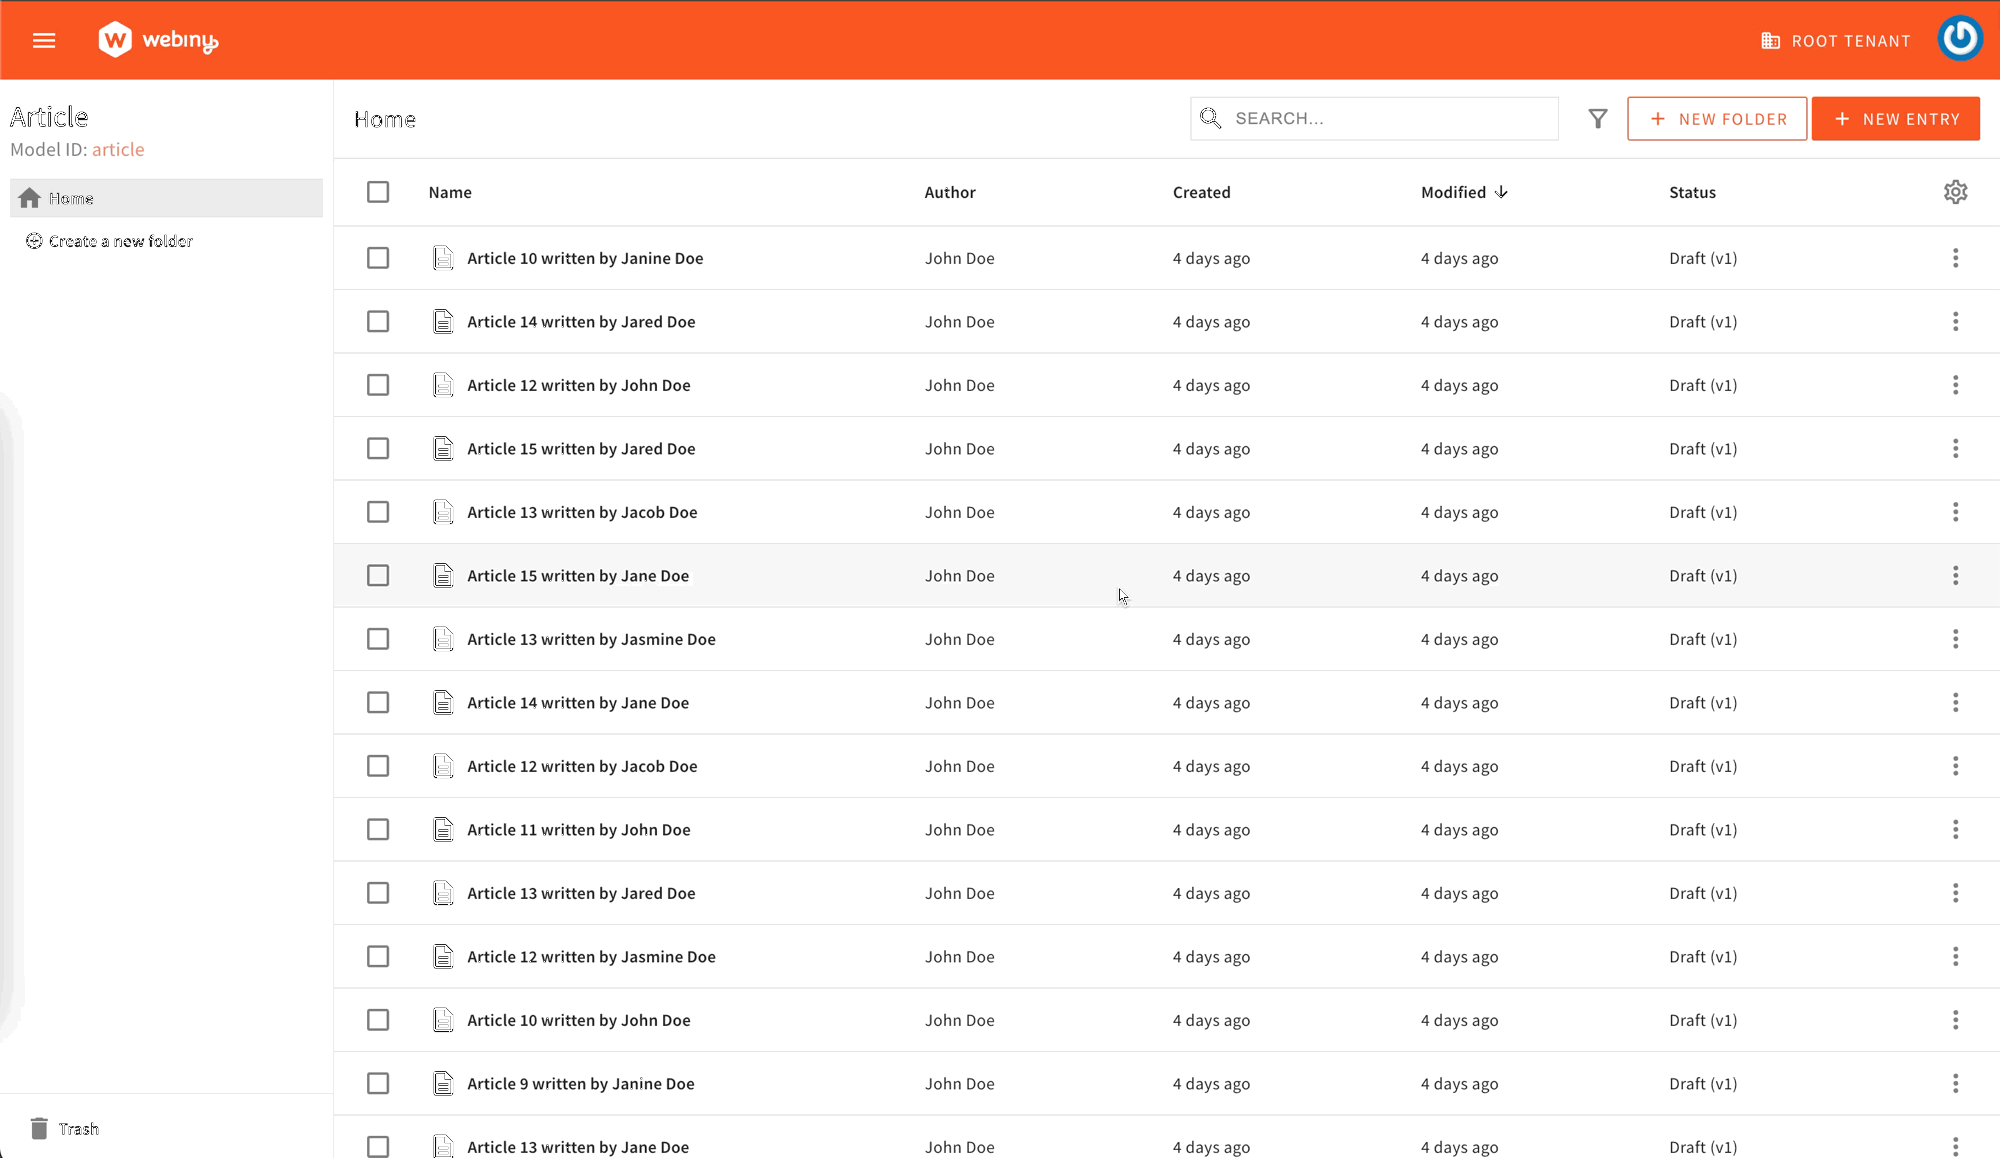 webiny
ROOT TENANT
Article
Model ID: article
Home
Create a new folder
Trash
Home
SEARCH...
NEW FOLDER
NEW ENTRY
Name Author Created Modified Status
Article 10 written by Janine Doe John Doe 4 days ago 4 days ago Draft (v1)
Article 14 written by Jared Doe John Doe 4 days ago 4 days ago Draft (v1)
Article 12 written by John Doe John Doe 4 days ago 4 days ago Draft (v1)
Article 15 written by Jared Doe John Doe 4 days ago 4 days ago Draft (v1)
Article 13 written by Jacob Doe John Doe 4 days ago 4 days ago Draft (v1)
Article 15 written by Jane Doe John Doe 4 days ago 4 days ago Draft (v1)
Article 13 written by Jasmine Doe John Doe 4 days ago 4 days ago Draft (v1)
Article 14 written by Jane Doe John Doe 4 days ago 4 days ago Draft (v1)
Article 12 written by Jacob Doe John Doe 4 days ago 4 days ago Draft (v1)
Article 11 written by John Doe John Doe 4 days ago 4 days ago Draft (v1)
Article 13 written by Jared Doe John Doe 4 days ago 4 days ago Draft (v1)
Article 12 written by Jasmine Doe John Doe 4 days ago 4 days ago Draft (v1)
Article 10 written by John Doe John Doe 4 days ago 4 days ago Draft (v1)
Article 9 written by Janine Doe John Doe 4 days ago 4 days ago Draft (v1)
Article 13 written by Jane Doe John Doe 4 days ago 4 days ago Draft (v1)